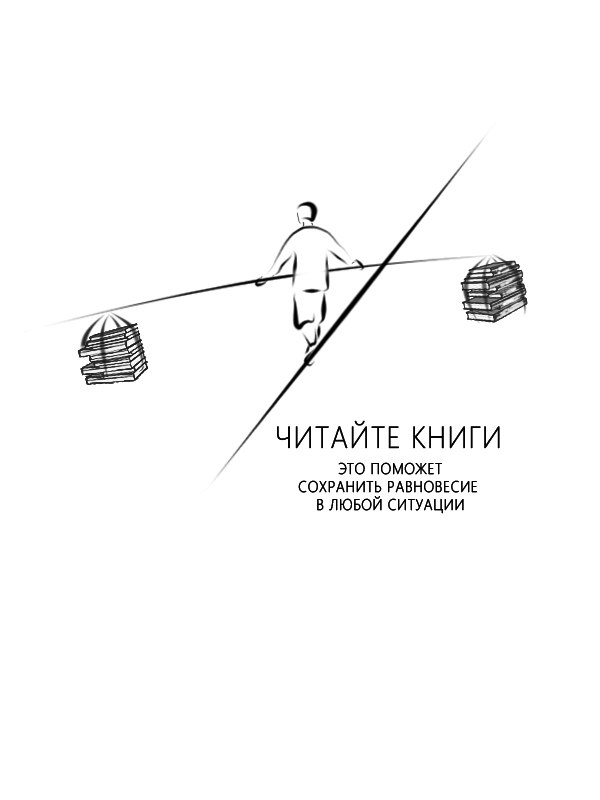 ЧИТАЙТЕ КНИГИ
ЭТО ПОМОЖЕТ
СОХРАНИТЬ РАВНОВЕСИЕ
В ЛЮБОЙ СИТУАЦИИ